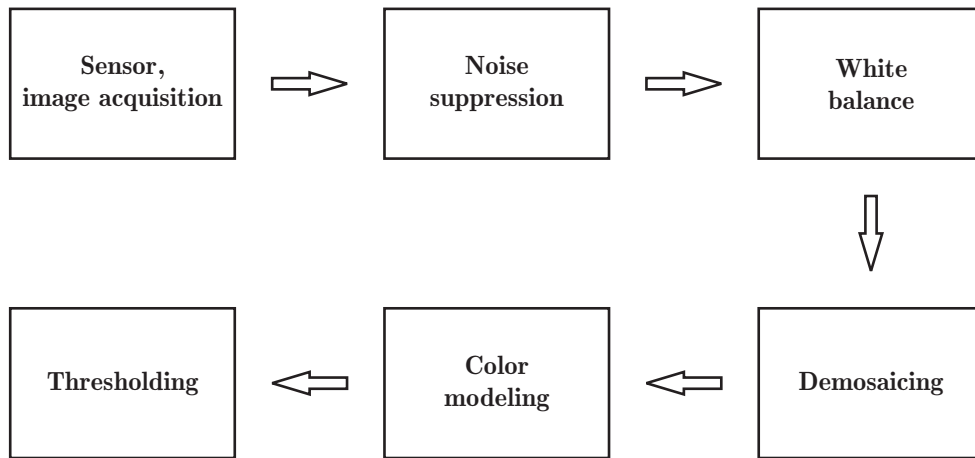 Sensor,
image acquisition
Noise
suppression
White
balance
Demosaicing
Color
modeling
Thresholding